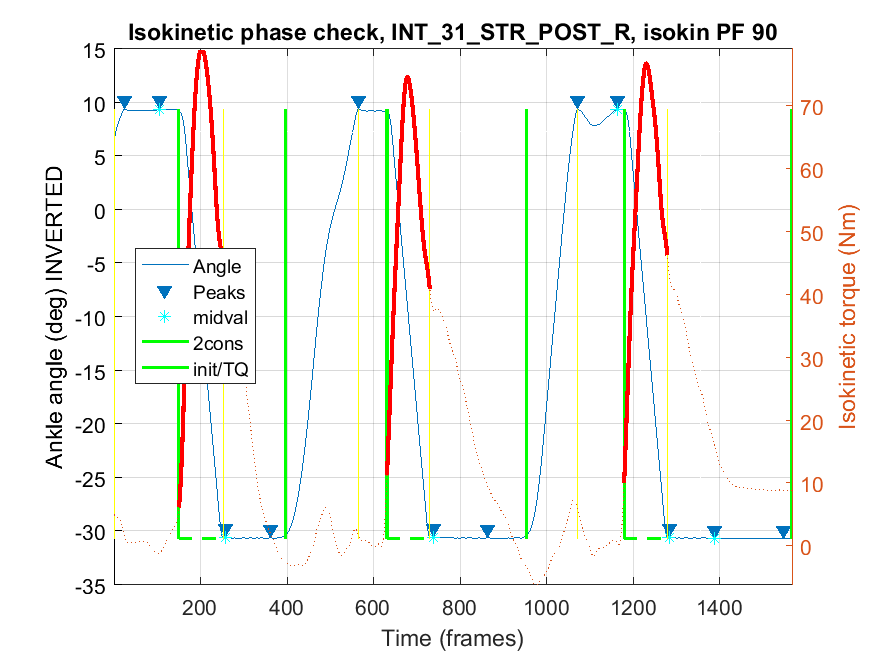 Isokinetic phase check, INT_31_STR_POST_R, isokin PF 90
15
10
5
0
-5
-10
-15
-20
-25
-30
-35
Ankle angle (deg) INVERTED
Angle
Peaks
midval
2cons
init/TQ
70
60
50
40
30
20
10
0
Isokinetic torque (Nm)
200
400
600
800
1000
1200
1400
Time (frames)